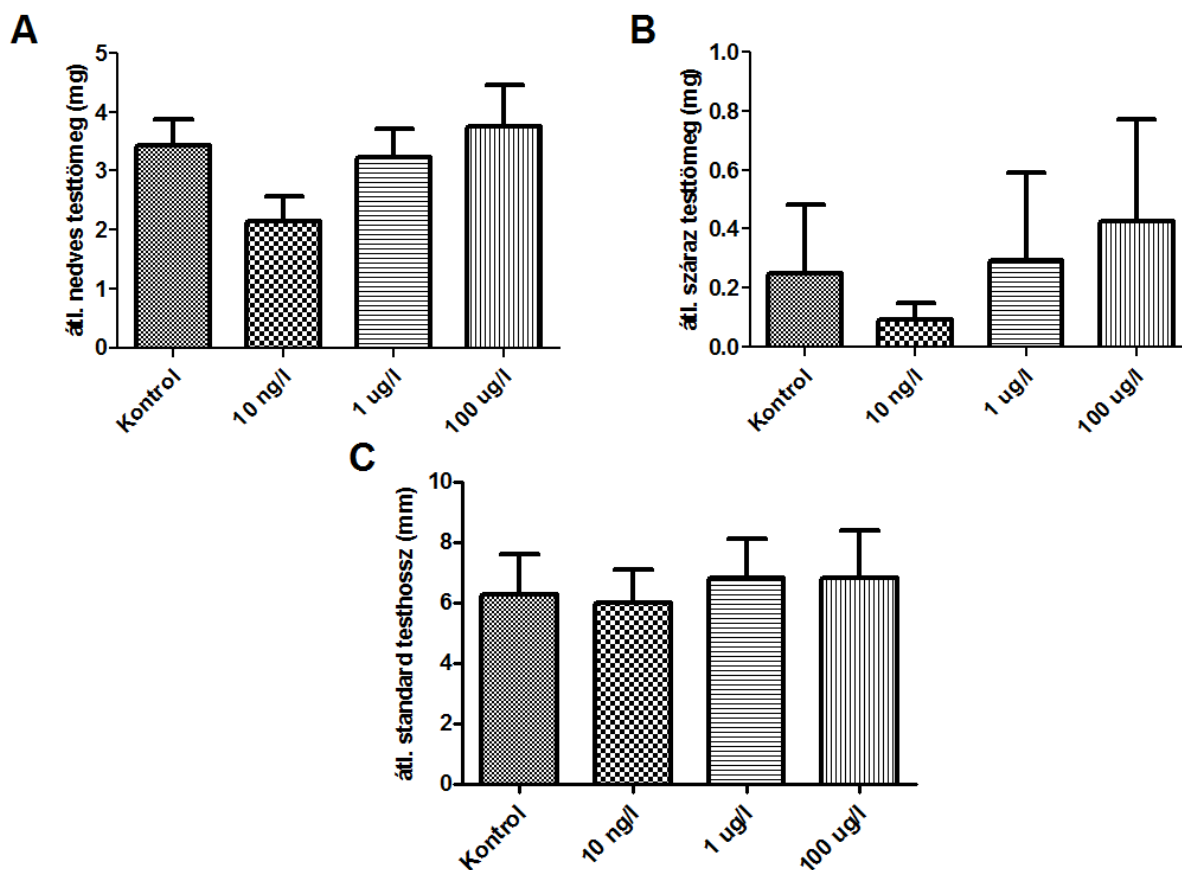 A
átl. nedves testtömeg (mg)
5
4
3
2
1
0
Kontrol
10 ng/l
1 ug/l
100 ug/l
B
átl. száraz testtömeg (mg)
1.0
0.8
0.6
0.4
0.2
0.0
Kontrol
10 ng/l
1 ug/l
100 ug/l
C
átl. standard testhossz (mm)
10
8
6
4
2
0
Kontrol
10 ng/l
1 ug/l
100 ug/l